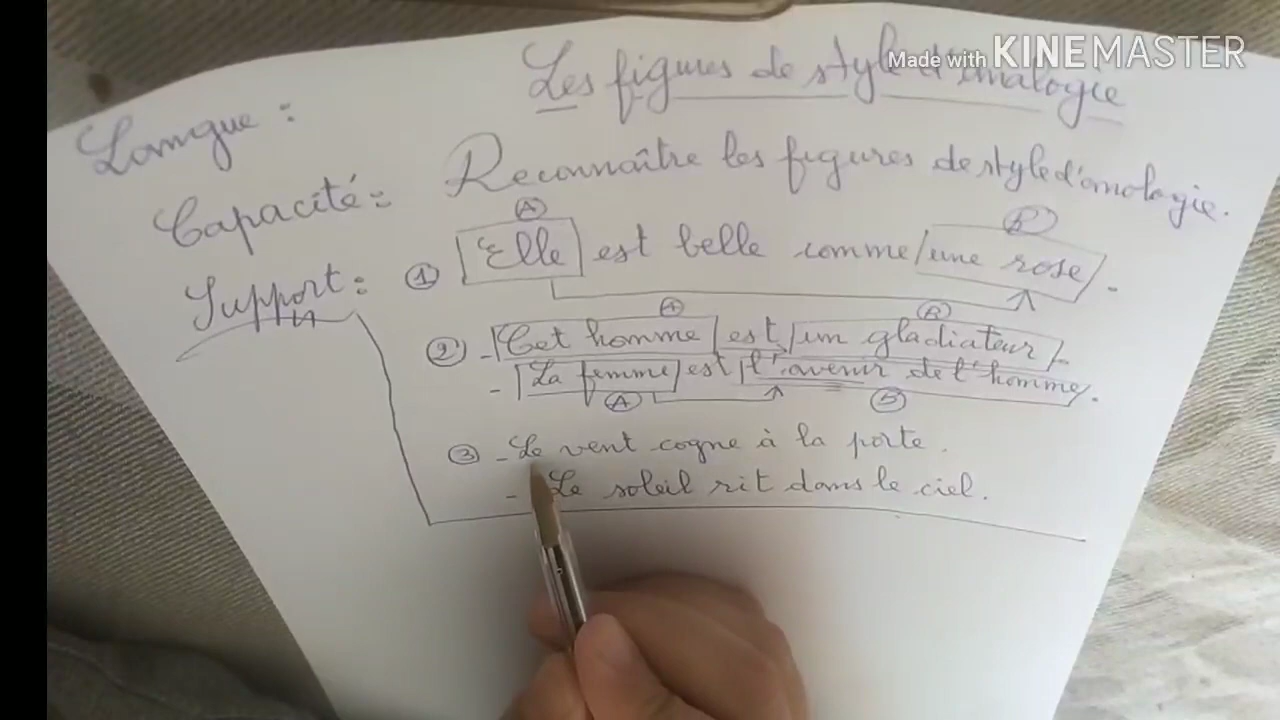 Made with KINEMASTER
Les figures de style d'analogie
Langue :
Capacité : Reconnaître les figures de style d'analogie.
A B
Support : ① Elle est belle comme une rose.
A B
② - Cet homme est un gladiateur.
- La femme est l'avenir de l'homme.
A B
③ - Le vent cogne à la porte.
- Le soleil rit dans le ciel.